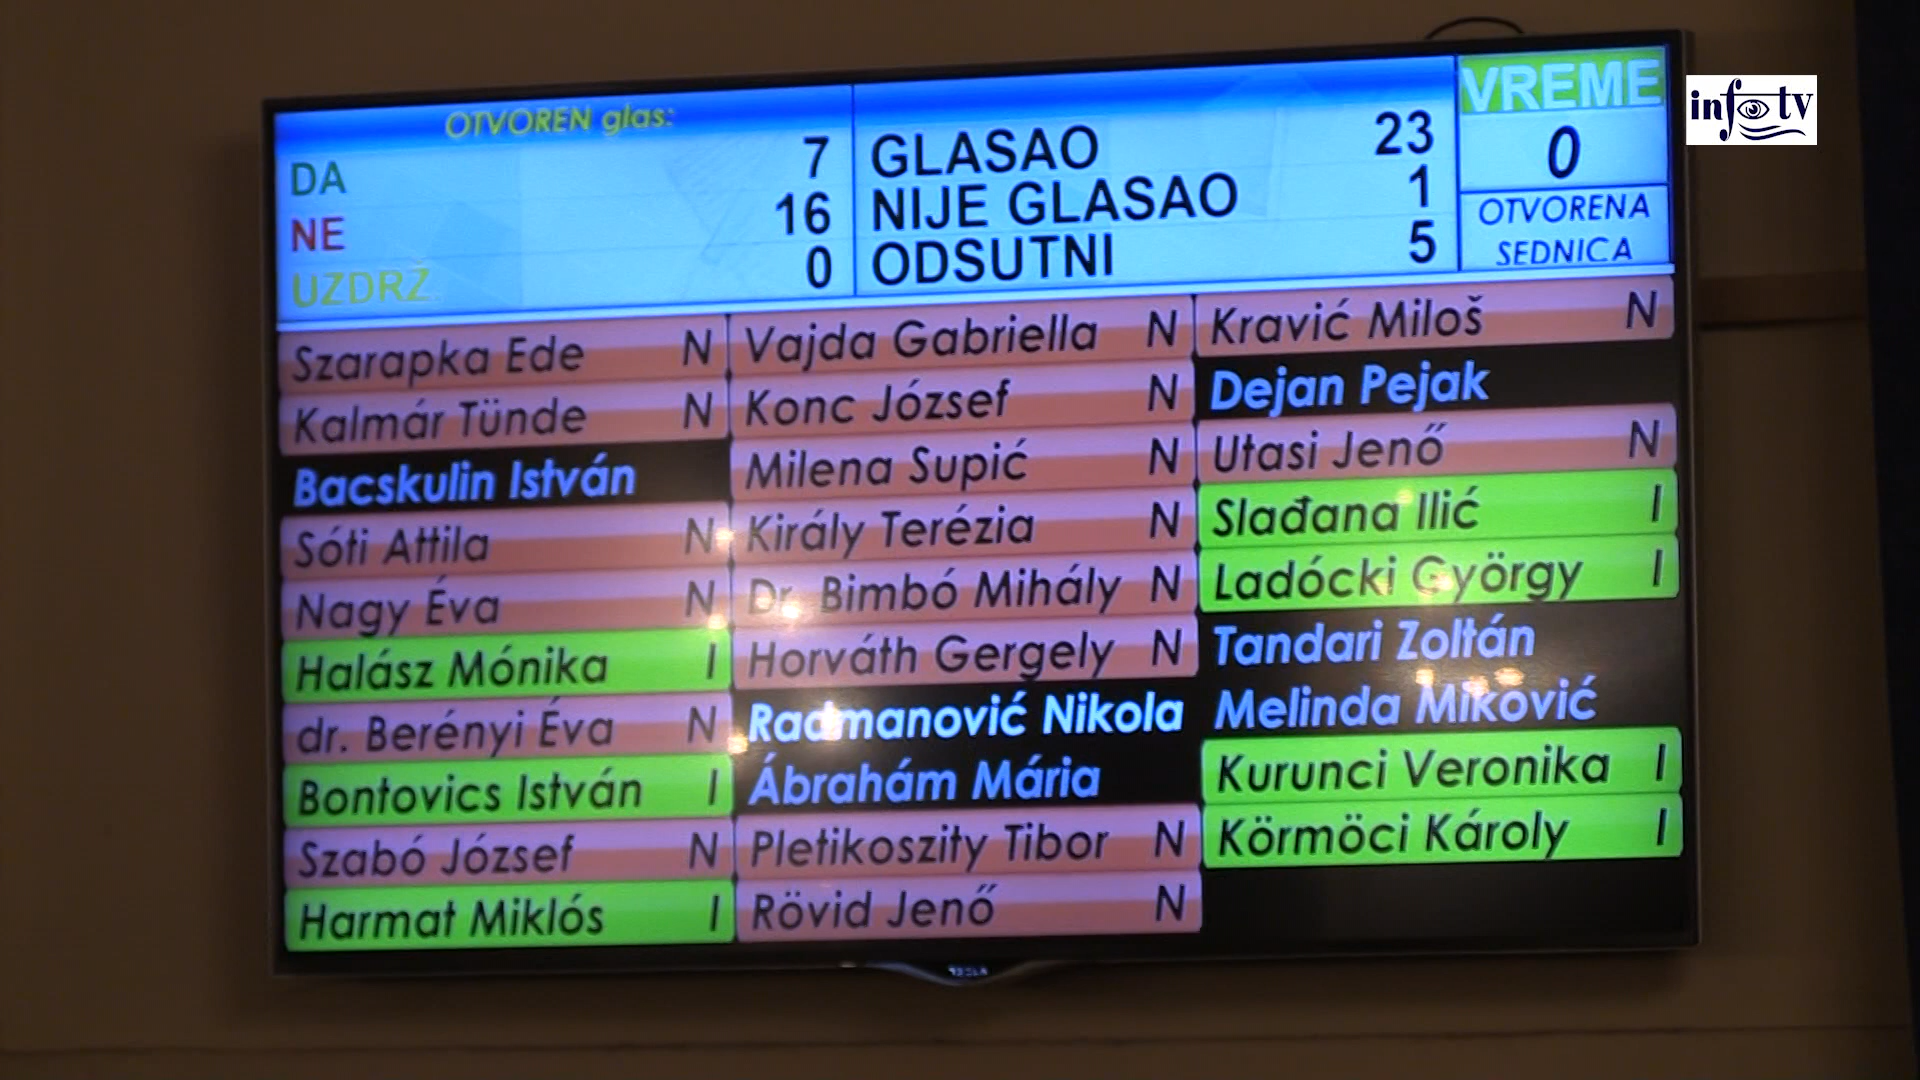 OTVOREN glas:
DA 7
NE 16
UZDRŽ 0
GLASAO 23
NIJE GLASAO 1
ODSUTNI 5
VREME
0
OTVORENA
SEDNICA
info tv
Szarapka Ede N
Kalmár Tünde N
Bacskulin István
Sóti Attila N
Nagy Éva N
Halász Mónika I
dr. Berényi Éva N
Bontovics István I
Szabó József N
Harmat Miklós I
Vajda Gabriella N
Konc József N
Milena Supić N
Király Terézia N
Dr. Bimbó Mihály N
Horváth Gergely N
Radmanović Nikola
Ábrahám Mária
Pletikoszity Tibor N
Rövid Jenő N
Kravić Miloš N
Dejan Pejak
Utasi Jenő N
Slađana Ilić I
Ladócki György I
Tandari Zoltán
Melinda Miković
Kurunci Veronika I
Körmöci Károly I